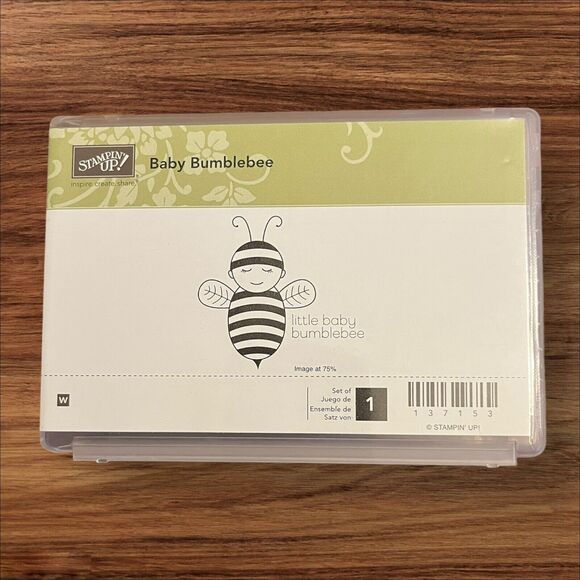 STAMPIN' UP!
inspire. create. share.
Baby Bumblebee
little baby
bumblebee
Image at 75%
W
Set of
Juego de
Ensemble de
Satz von
1
137153
© STAMPIN' UP!